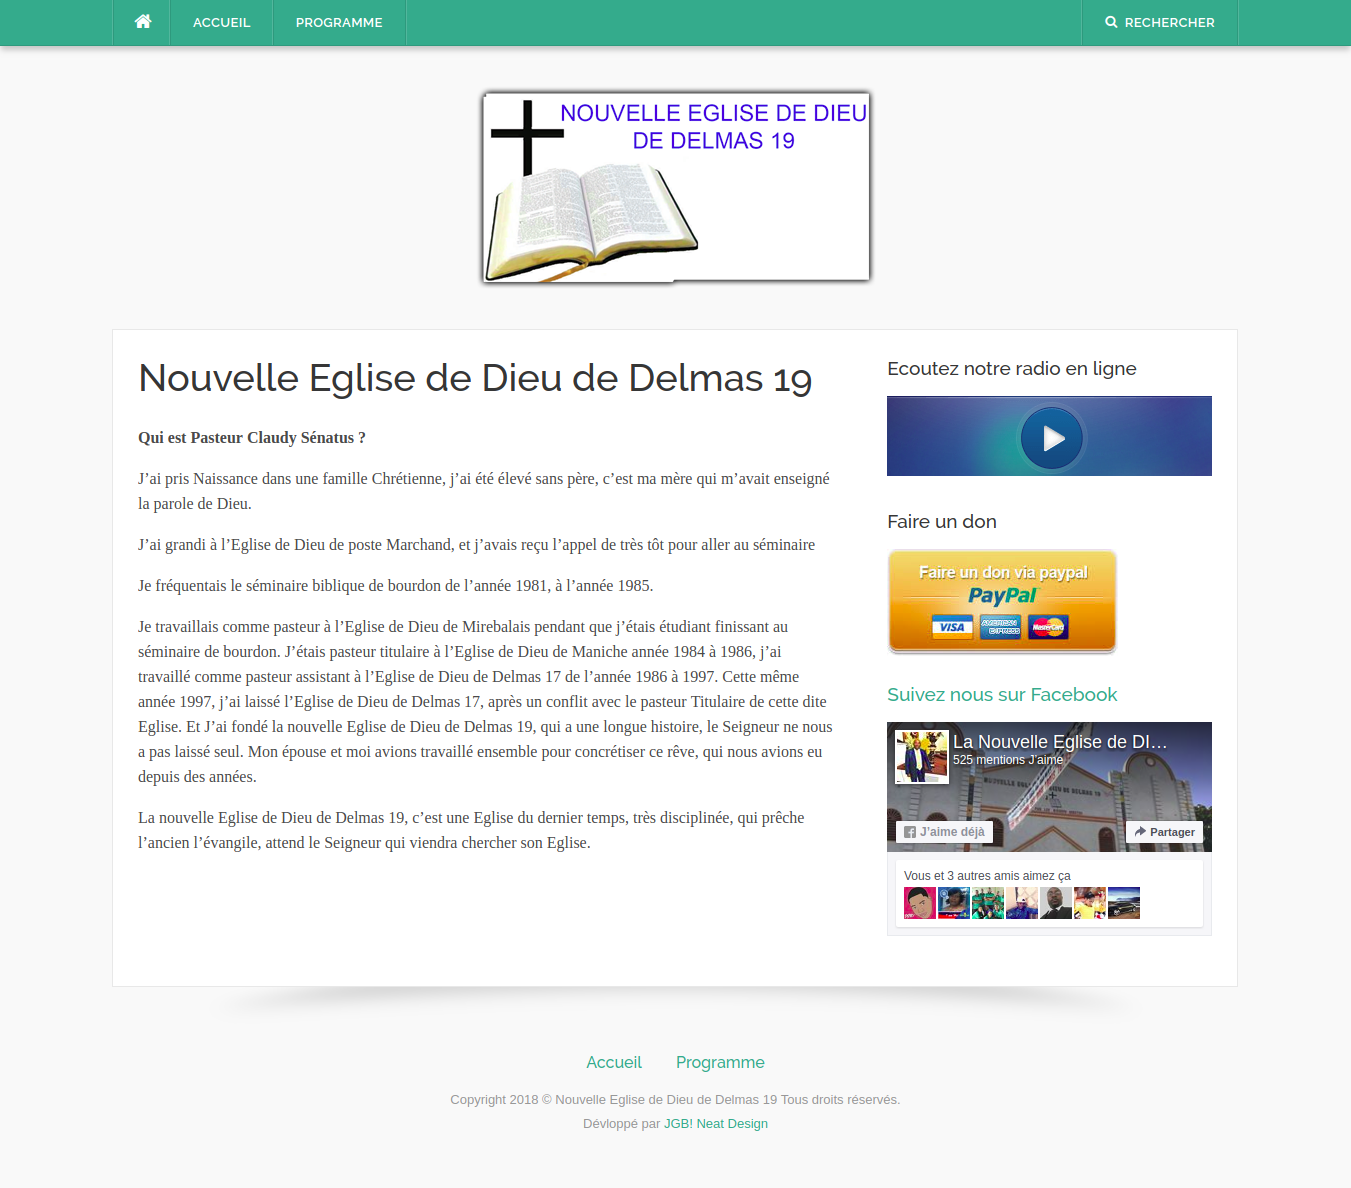 ACCUEIL
PROGRAMME
RECHERCHER
NOUVELLE EGLISE DE DIEU
DE DELMAS 19
Nouvelle Eglise de Dieu de Delmas 19
Qui est Pasteur Claudy Sénatus ?
J’ai pris Naissance dans une famille Chrétienne, j’ai été élevé sans père, c’est ma mère qui m’avait enseigné
la parole de Dieu.
J’ai grandi à l’Eglise de Dieu de poste Marchand, et j’avais reçu l’appel de très tôt pour aller au séminaire
Je fréquentais le séminaire biblique de bourdon de l’année 1981, à l’année 1985.
Je travaillais comme pasteur à l’Eglise de Dieu de Mirebalais pendant que j’étais étudiant finissant au
séminaire de bourdon. J’étais pasteur titulaire à l’Eglise de Dieu de Maniche année 1984 à 1986, j’ai
travaillé comme pasteur assistant à l’Eglise de Dieu de Delmas 17 de l’année 1986 à 1997. Cette même
année 1997, j’ai laissé l’Eglise de Dieu de Delmas 17, après un conflit avec le pasteur Titulaire de cette dite
Eglise. Et J’ai fondé la nouvelle Eglise de Dieu de Delmas 19, qui a une longue histoire, le Seigneur ne nous
a pas laissé seul. Mon épouse et moi avions travaillé ensemble pour concrétiser ce rêve, qui nous avions eu
depuis des années.
La nouvelle Eglise de Dieu de Delmas 19, c’est une Eglise du dernier temps, très disciplinée, qui prêche
l’ancien l’évangile, attend le Seigneur qui viendra chercher son Eglise.
Ecoutez notre radio en ligne
Faire un don
Faire un don via paypal
PayPal
VISA
AMERICAN EXPRESS
MasterCard
Suivez nous sur Facebook
La Nouvelle Eglise de DI…
525 mentions J’aime
J’aime déjà
Partager
Vous et 3 autres amis aimez ça
Accueil
Programme
Copyright 2018 © Nouvelle Eglise de Dieu de Delmas 19 Tous droits réservés.
Dévloppé par JGB! Neat Design